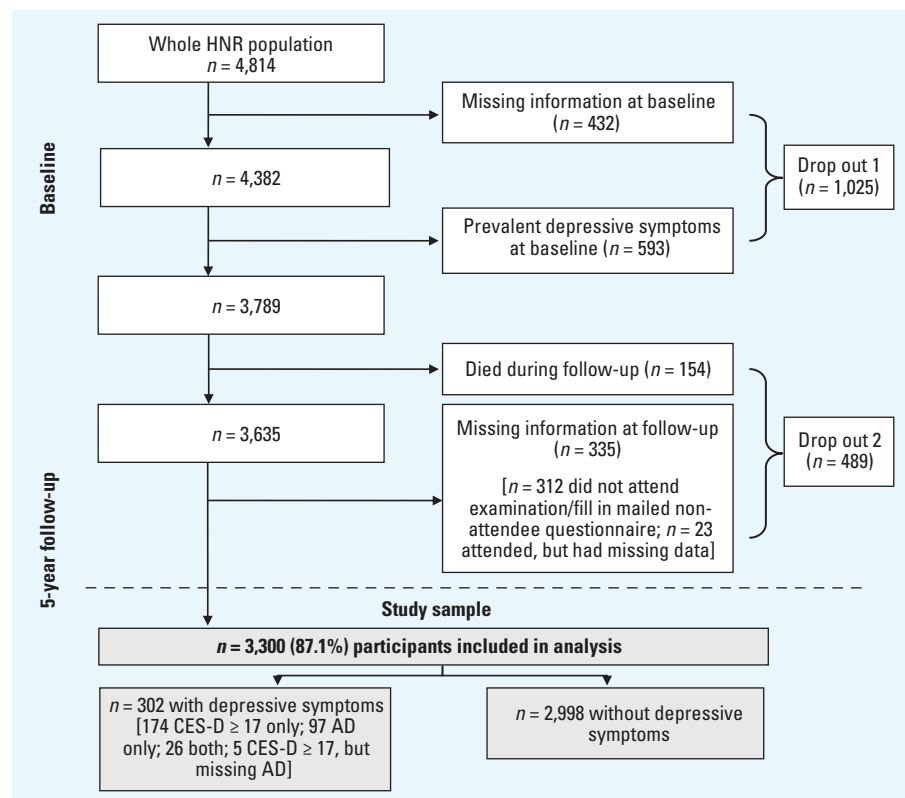 Whole HNR population
n = 4,814
Missing information at baseline
(n = 432)
Drop out 1
(n = 1,025)
n = 4,382
Prevalent depressive symptoms
at baseline (n = 593)
n = 3,789
Baseline
Died during follow-up (n = 154)
n = 3,635
Missing information at follow-up
(n = 335)
[n = 312 did not attend
examination/fill in mailed non-
attendee questionnaire; n = 23
attended, but had missing data]
Drop out 2
(n = 489)
5-year follow-up
Study sample
n = 3,300 (87.1%) participants included in analysis
n = 302 with depressive symptoms
[174 CES-D ≥ 17 only; 97 AD
only; 26 both; 5 CES-D ≥ 17, but
missing AD]
n = 2,998 without depressive
symptoms